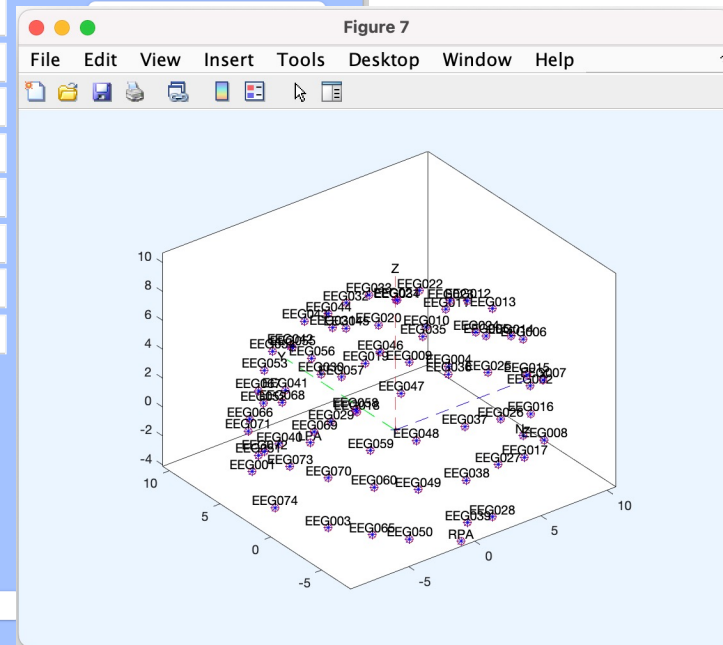 Figure 7
File Edit View Insert Tools Desktop Window Help
Z
10
8
6
4
2
0
-2
-4
EEG022
EEG012
EEG013
EEG032
EEG044
EEG020
EEG010
EEG035
EEG006
EEG056
EEG046
EEG019
EEG009
EEG004
EEG053
Y
EEG057
EEG025
EEG015
EEG007
EEG002
EEG041
EEG047
EEG068
EEG066
EEG029
EEG026
EEG016
EEG071
EEG069
EEG037
Nz
EEG008
EEG040
LPA
EEG048
EEG059
EEG017
EEG001
EEG073
EEG027
EEG070
EEG038
EEG060
EEG049
EEG074
EEG028
EEG039
EEG003
EEG065
EEG050
RPA
10
5
0
-5
-5
0
5
10